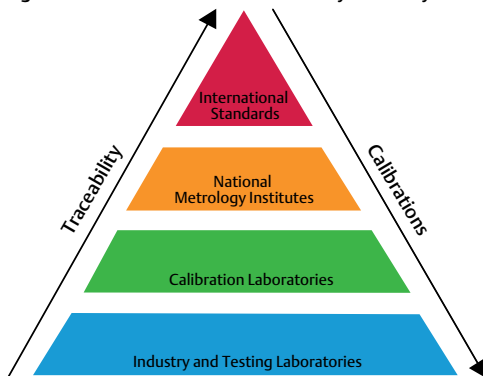 International
Standards
Traceability
Calibrations
National
Metrology Institutes
Calibration Laboratories
Industry and Testing Laboratories